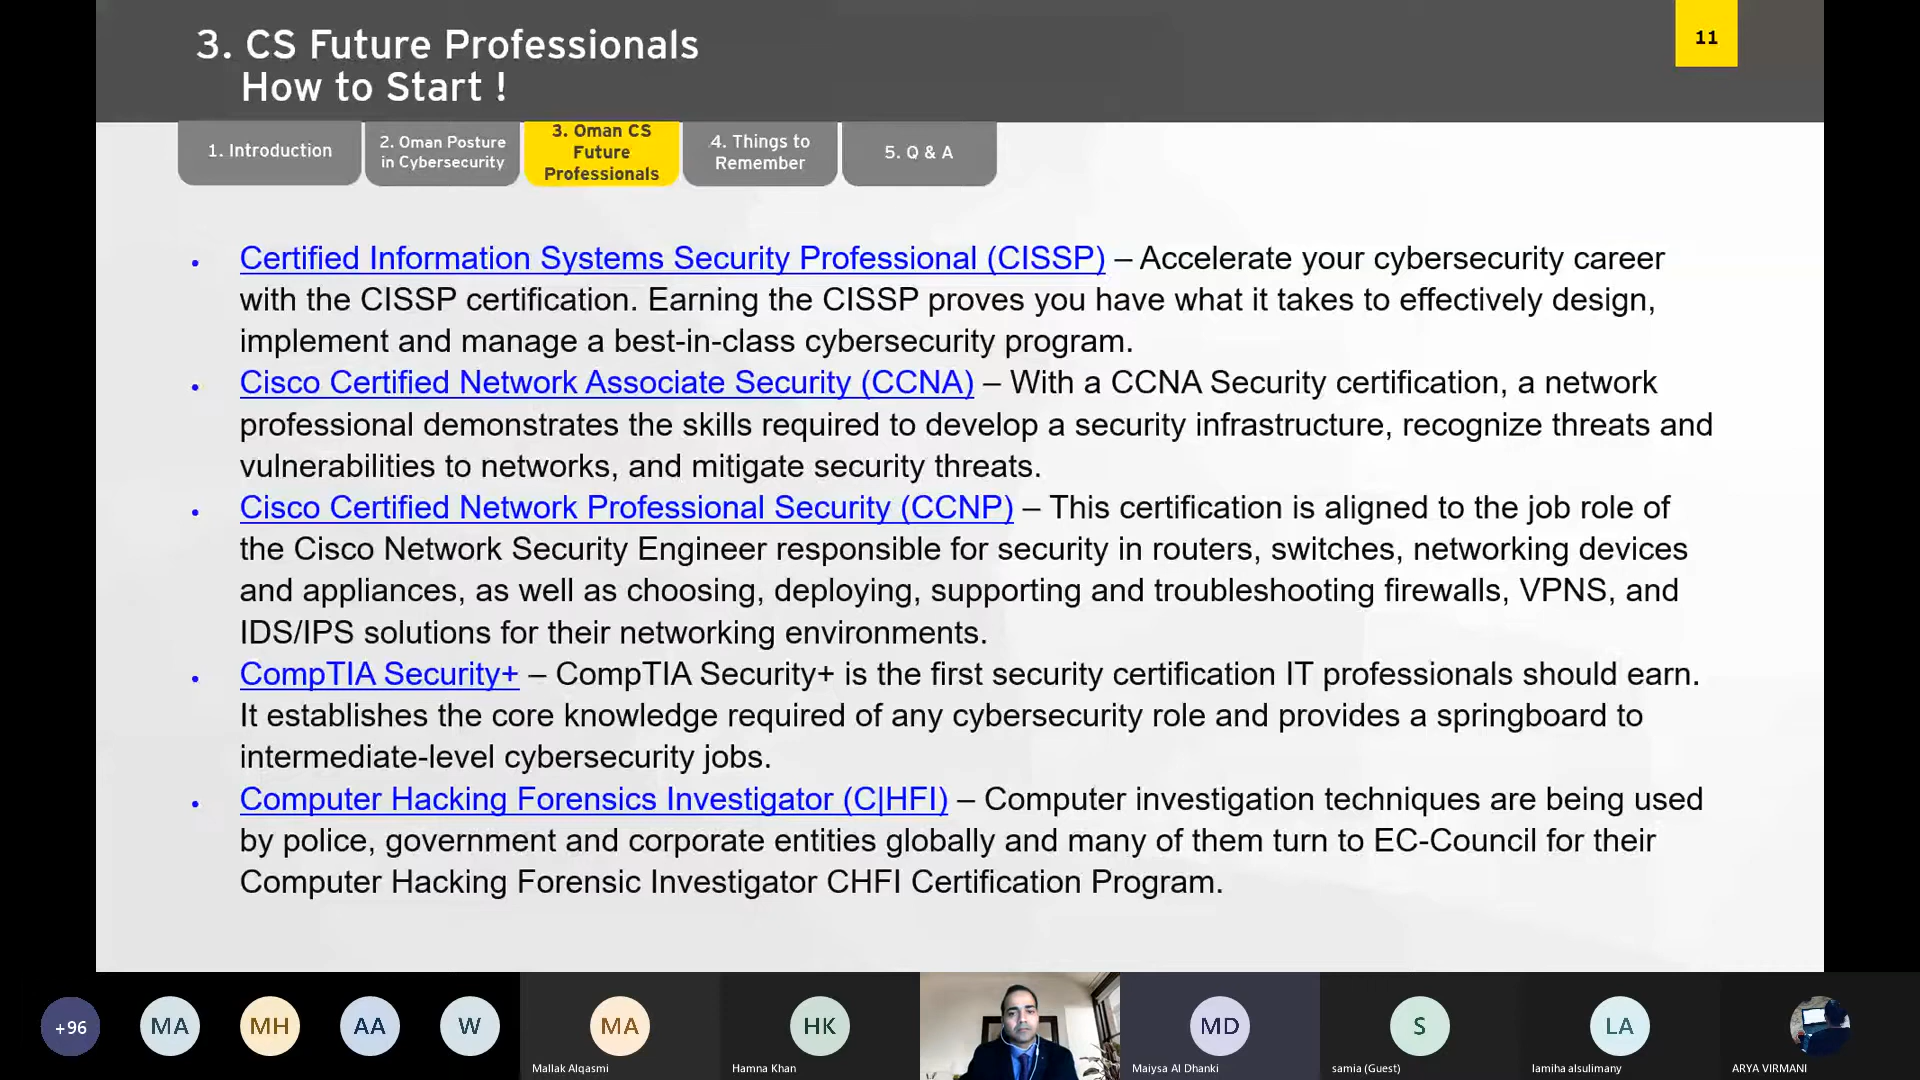 3. CS Future Professionals
How to Start !
11
1. Introduction
2. Oman Posture
in Cybersecurity
3. Oman CS
Future
Professionals
4. Things to
Remember
5. Q & A
• Certified Information Systems Security Professional (CISSP) – Accelerate your cybersecurity career
with the CISSP certification. Earning the CISSP proves you have what it takes to effectively design,
implement and manage a best-in-class cybersecurity program.
• Cisco Certified Network Associate Security (CCNA) – With a CCNA Security certification, a network
professional demonstrates the skills required to develop a security infrastructure, recognize threats and
vulnerabilities to networks, and mitigate security threats.
• Cisco Certified Network Professional Security (CCNP) – This certification is aligned to the job role of
the Cisco Network Security Engineer responsible for security in routers, switches, networking devices
and appliances, as well as choosing, deploying, supporting and troubleshooting firewalls, VPNS, and
IDS/IPS solutions for their networking environments.
• CompTIA Security+ – CompTIA Security+ is the first security certification IT professionals should earn.
It establishes the core knowledge required of any cybersecurity role and provides a springboard to
intermediate-level cybersecurity jobs.
• Computer Hacking Forensics Investigator (C|HFI) – Computer investigation techniques are being used
by police, government and corporate entities globally and many of them turn to EC-Council for their
Computer Hacking Forensic Investigator CHFI Certification Program.
+96
MA
MH
AA
W
MA
HK
MD
S
LA
Mallak Alqasmi
Hamna Khan
Maiysa Al Dhanki
samia (Guest)
lamiha alsulimany
ARYA VIRMANI